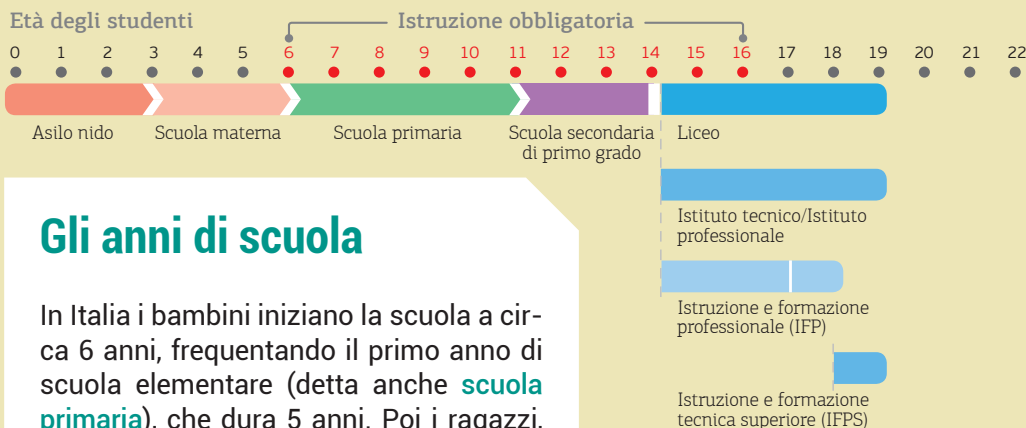 Età degli studenti
Istruzione obbligatoria
0 1 2 3 4 5 6 7 8 9 10 11 12 13 14 15 16 17 18 19 20 21 22
Asilo nido
Scuola materna
Scuola primaria
Scuola secondaria
di primo grado
Liceo
Istituto tecnico/Istituto
professionale
Istruzione e formazione
professionale (IFP)
Istruzione e formazione
tecnica superiore (IFPS)
Gli anni di scuola
In Italia i bambini iniziano la scuola a cir-
ca 6 anni, frequentando il primo anno di
scuola elementare (detta anche scuola
primaria), che dura 5 anni. Poi i ragazzi,